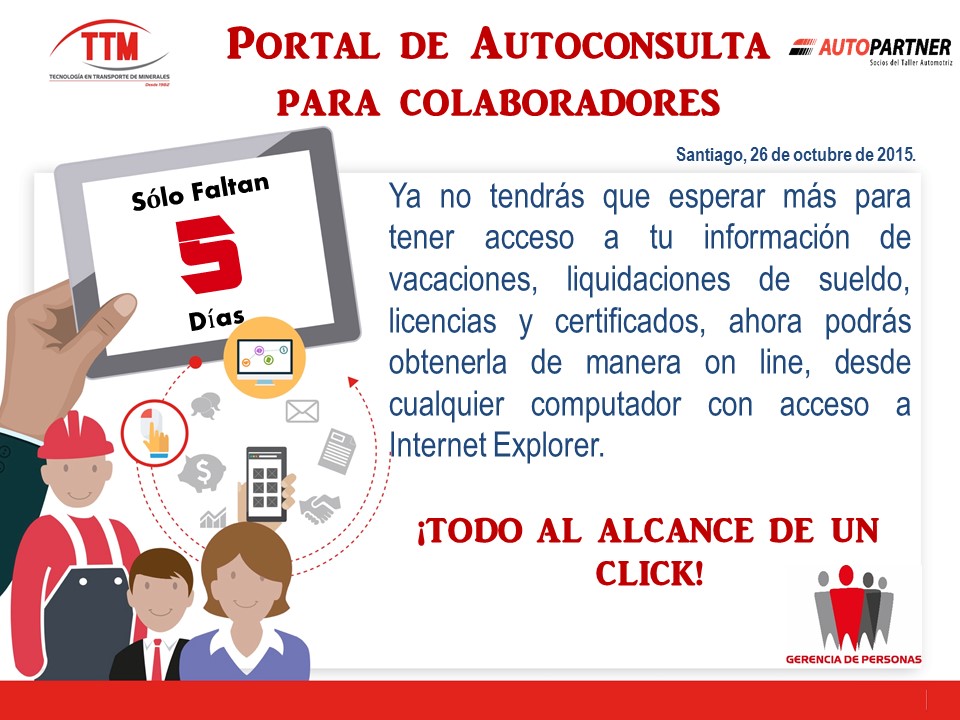 TTM
TECNOLOGÍA EN TRANSPORTE DE MINERALES
Desde 1982
PORTAL DE AUTOCONSULTA
PARA COLABORADORES
AUTOPARTNER
Socios del Taller Automotriz
Santiago, 26 de octubre de 2015.
Sólo Faltan
5
Días
Ya no tendrás que esperar más para
tener acceso a tu información de
vacaciones, liquidaciones de sueldo,
licencias y certificados, ahora podrás
obtenerla de manera on line, desde
cualquier computador con acceso a
Internet Explorer.
$
¡TODO AL ALCANCE DE UN
CLICK!
GERENCIA DE PERSONAS